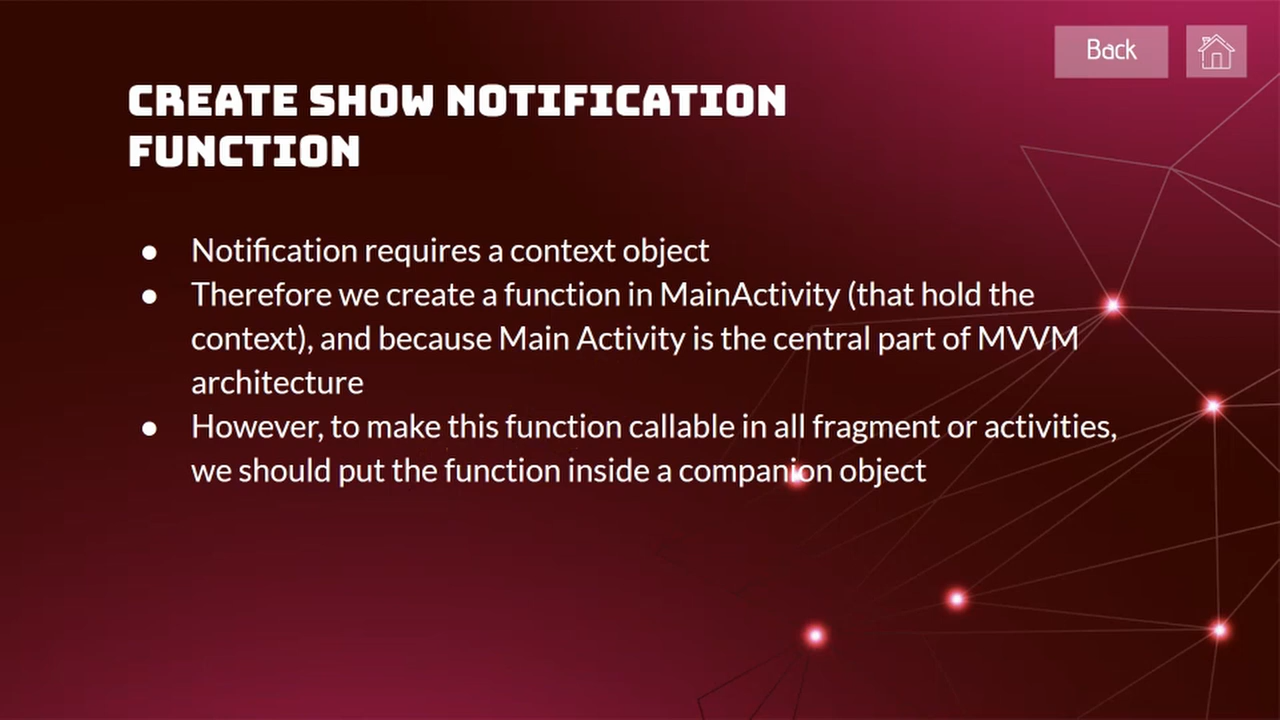 Back
CREATE SHOW NOTIFICATION
FUNCTION
● Notification requires a context object
● Therefore we create a function in MainActivity (that hold the
context), and because Main Activity is the central part of MVVM
architecture
● However, to make this function callable in all fragment or activities,
we should put the function inside a companion object